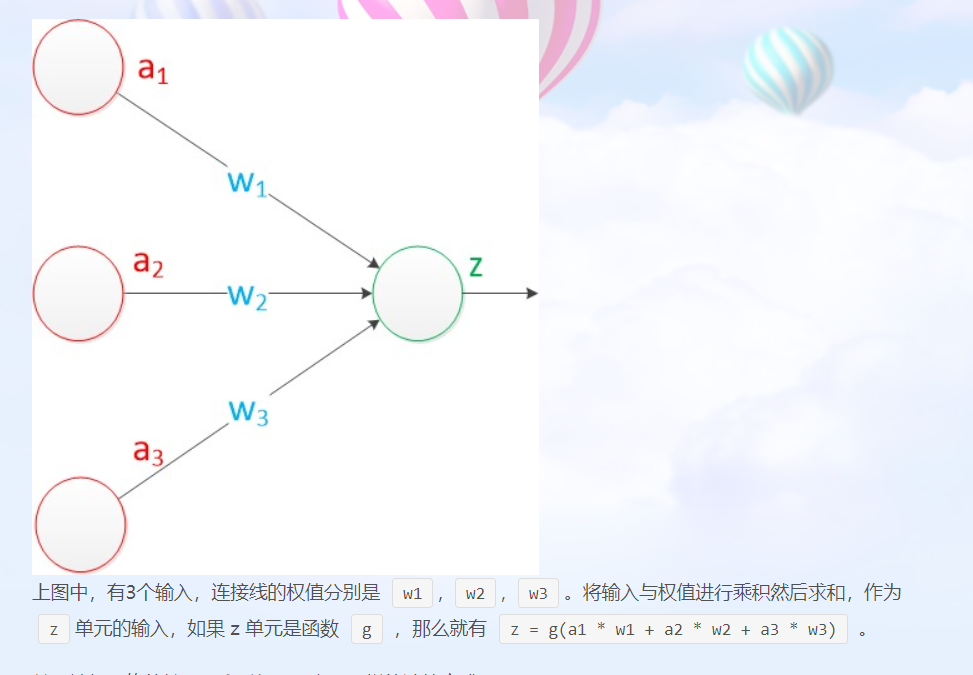 a1
w1
a2
w2
z
w3
a3
上图中，有3个输入，连接线的权值分别是 w1 ， w2 ， w3 。将输入与权值进行乘积然后求和，作为
z 单元的输入，如果 z 单元是函数 g ，那么就有 z = g(a1 * w1 + a2 * w2 + a3 * w3) 。